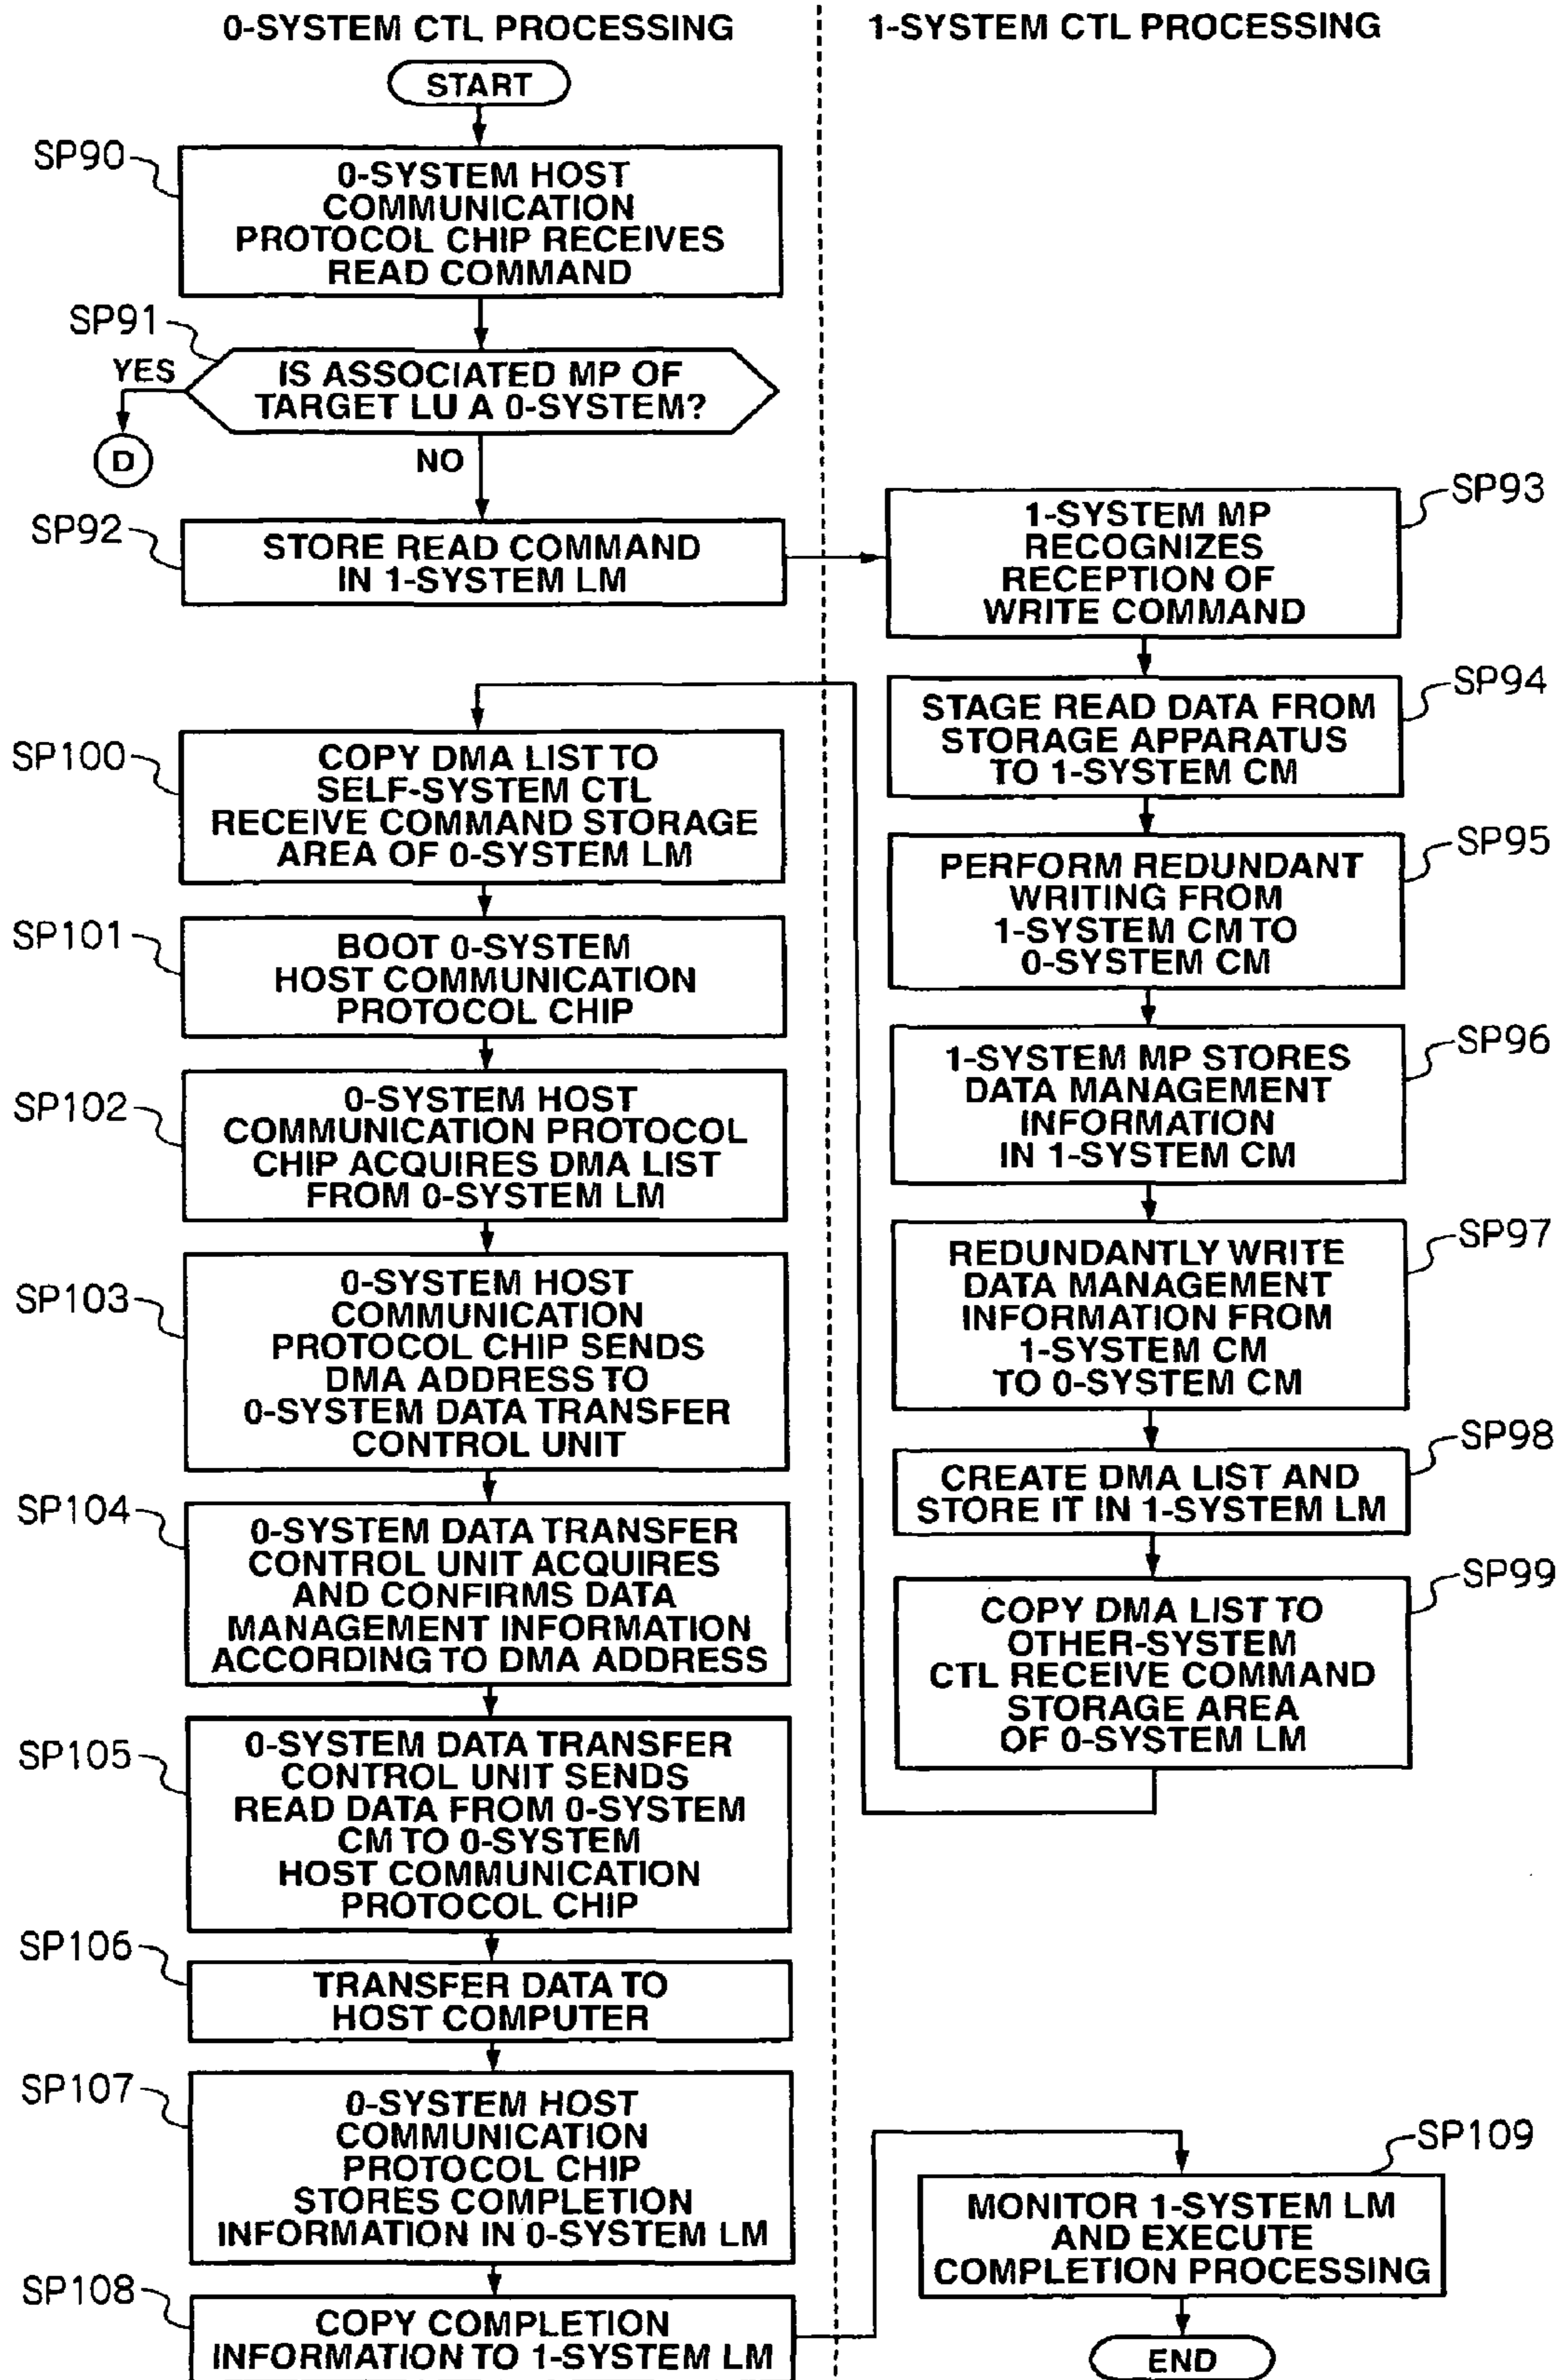 0-SYSTEM CTL PROCESSING
1-SYSTEM CTL PROCESSING
START
SP90
0-SYSTEM HOST
COMMUNICATION
PROTOCOL CHIP RECEIVES
READ COMMAND
SP91
YES
IS ASSOCIATED MP OF
TARGET LU A 0-SYSTEM?
D
NO
SP92
STORE READ COMMAND
IN 1-SYSTEM LM
SP93
1-SYSTEM MP
RECOGNIZES
RECEPTION OF
WRITE COMMAND
SP94
STAGE READ DATA FROM
STORAGE APPARATUS
TO 1-SYSTEM CM
SP95
PERFORM REDUNDANT
WRITING FROM
1-SYSTEM CM TO
0-SYSTEM CM
SP96
1-SYSTEM MP STORES
DATA MANAGEMENT
INFORMATION
IN 1-SYSTEM CM
SP97
REDUNDANTLY WRITE
DATA MANAGEMENT
INFORMATION FROM
1-SYSTEM CM
TO 0-SYSTEM CM
SP98
CREATE DMA LIST AND
STORE IT IN 1-SYSTEM LM
SP99
COPY DMA LIST TO
OTHER-SYSTEM
CTL RECEIVE COMMAND
STORAGE AREA
OF 0-SYSTEM LM
SP100
COPY DMA LIST TO
SELF-SYSTEM CTL
RECEIVE COMMAND STORAGE
AREA OF 0-SYSTEM LM
SP101
BOOT 0-SYSTEM
HOST COMMUNICATION
PROTOCOL CHIP
SP102
0-SYSTEM HOST
COMMUNICATION PROTOCOL
CHIP ACQUIRES DMA LIST
FROM 0-SYSTEM LM
SP103
0-SYSTEM HOST
COMMUNICATION
PROTOCOL CHIP SENDS
DMA ADDRESS TO
0-SYSTEM DATA TRANSFER
CONTROL UNIT
SP104
0-SYSTEM DATA TRANSFER
CONTROL UNIT ACQUIRES
AND CONFIRMS DATA
MANAGEMENT INFORMATION
ACCORDING TO DMA ADDRESS
SP105
0-SYSTEM DATA TRANSFER
CONTROL UNIT SENDS
READ DATA FROM 0-SYSTEM
CM TO 0-SYSTEM
HOST COMMUNICATION
PROTOCOL CHIP
SP106
TRANSFER DATA TO
HOST COMPUTER
SP107
0-SYSTEM HOST
COMMUNICATION
PROTOCOL CHIP
STORES COMPLETION
INFORMATION IN 0-SYSTEM LM
SP108
COPY COMPLETION
INFORMATION TO 1-SYSTEM LM
SP109
MONITOR 1-SYSTEM LM
AND EXECUTE
COMPLETION PROCESSING
END